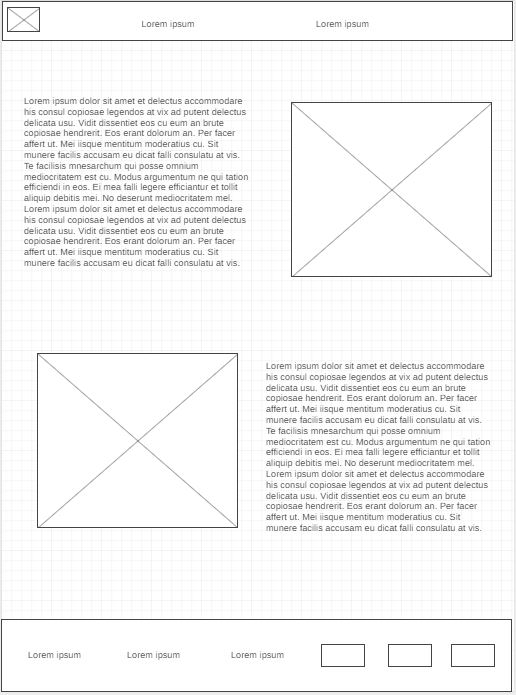 Lorem ipsum
Lorem ipsum
Lorem ipsum dolor sit amet et delectus accommodare
his consul copiosae legendos at vix ad putent delectus
delicata usu. Vidit dissentiet eos cu eum an brute
copiosae hendrerit. Eos erant dolorum an. Per facer
affert ut. Mei iisque mentitum moderatius cu. Sit
munere facilis accusam eu dicat falli consulatu at vis.
Te facilisis mnesarchum qui posse omnium
mediocritatem est cu. Modus argumentum ne qui tation
efficiendi in eos. Ei mea falli legere efficiantur et tollit
aliquip debitis mei. No deserunt mediocritatem mel.
Lorem ipsum dolor sit amet et delectus accommodare
his consul copiosae legendos at vix ad putent delectus
delicata usu. Vidit dissentiet eos cu eum an brute
copiosae hendrerit. Eos erant dolorum an. Per facer
affert ut. Mei iisque mentitum moderatius cu. Sit
munere facilis accusam eu dicat falli consulatu at vis.
Lorem ipsum dolor sit amet et delectus accommodare
his consul copiosae legendos at vix ad putent delectus
delicata usu. Vidit dissentiet eos cu eum an brute
copiosae hendrerit. Eos erant dolorum an. Per facer
affert ut. Mei iisque mentitum moderatius cu. Sit
munere facilis accusam eu dicat falli consulatu at vis.
Te facilisis mnesarchum qui posse omnium
mediocritatem est cu. Modus argumentum ne qui tation
efficiendi in eos. Ei mea falli legere efficiantur et tollit
aliquip debitis mei. No deserunt mediocritatem mel.
Lorem ipsum dolor sit amet et delectus accommodare
his consul copiosae legendos at vix ad putent delectus
delicata usu. Vidit dissentiet eos cu eum an brute
copiosae hendrerit. Eos erant dolorum an. Per facer
affert ut. Mei iisque mentitum moderatius cu. Sit
munere facilis accusam eu dicat falli consulatu at vis.
Lorem ipsum
Lorem ipsum
Lorem ipsum